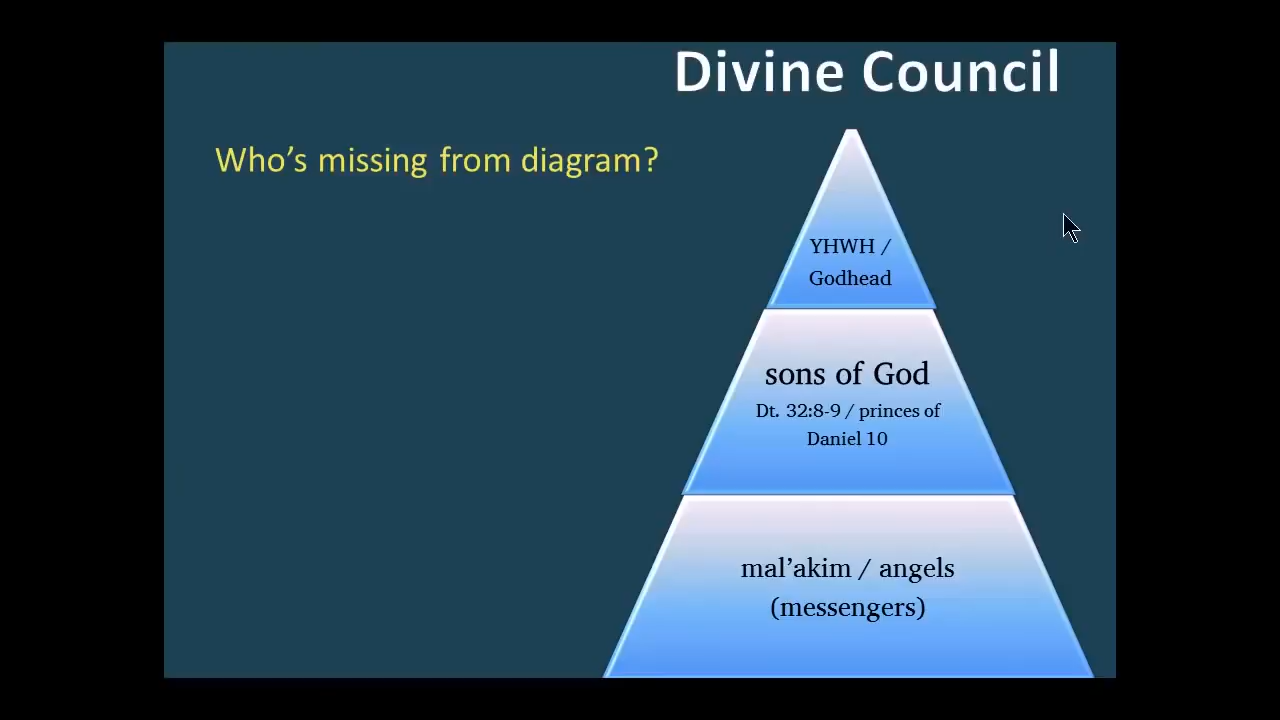 Divine Council
Who’s missing from diagram?
YHWH /
Godhead
sons of God
Dt. 32:8-9 / princes of
Daniel 10
mal’akim / angels
(messengers)